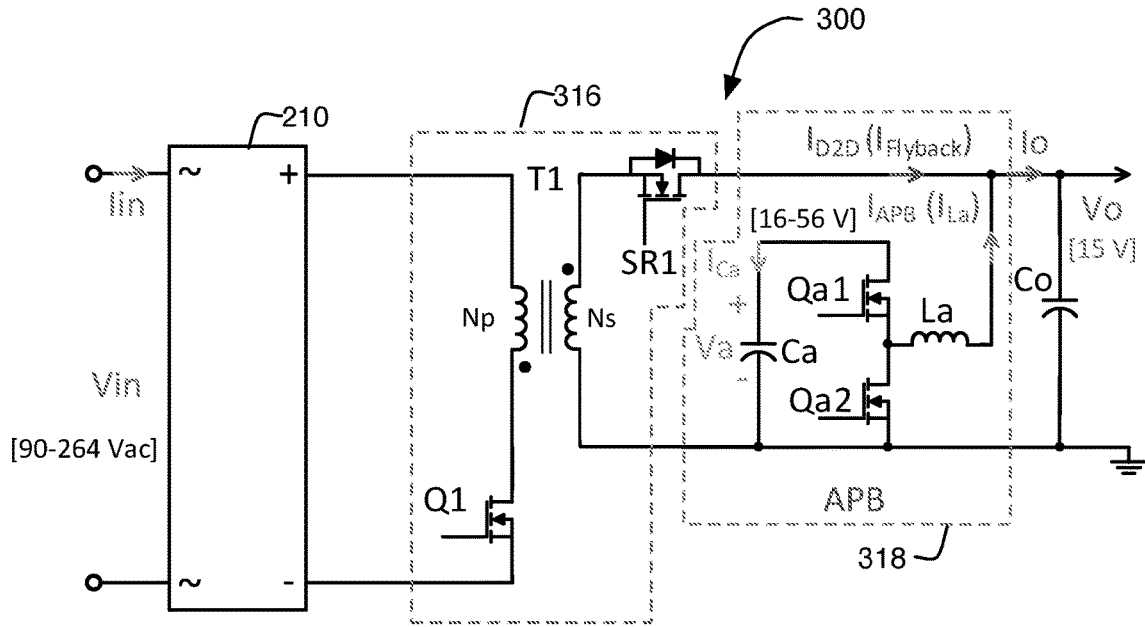 300
316
210
I_D2D (I_Flyback)
Io
~
+
T1
Iin
I_APB (I_La)
Vo
[16-56 V]
[15 V]
SR1
I_Ca
Qa1
Co
+
La
Np
Ns
Va
Ca
Vin
-
Qa2
[90-264 Vac]
Q1
APB
318
~
-